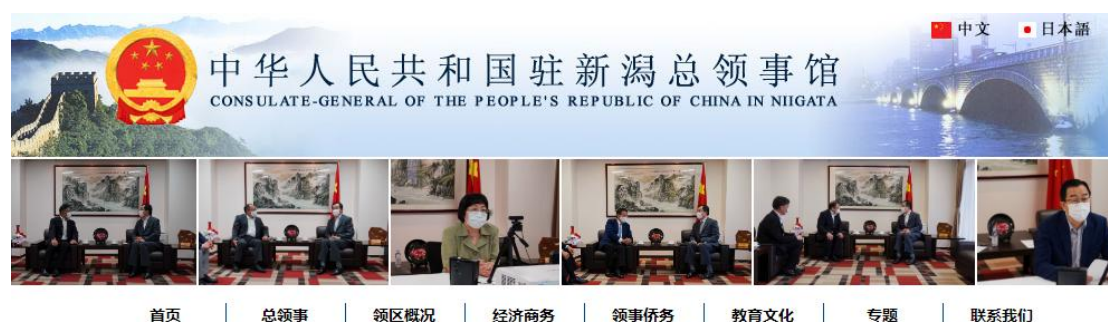 中文 日本語
中华人民共和国驻新潟总领事馆
CONSULATE-GENERAL OF THE PEOPLE'S REPUBLIC OF CHINA IN NIIGATA
首页 总领事 领区概况 经济商务 领事侨务 教育文化 专题 联系我们